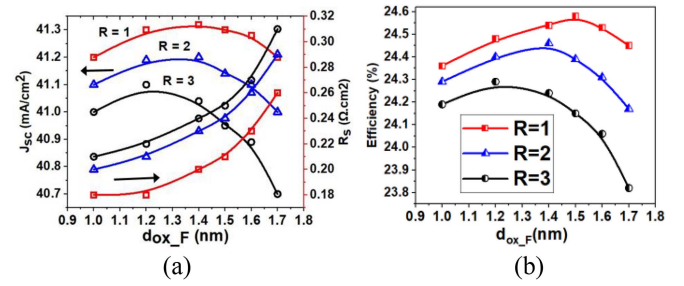 41.3
41.2
41.1
41.0
40.9
40.8
40.7
J_SC (mA/cm2)
R = 1
R = 2
R = 3
0.32
0.30
0.28
0.26
0.24
0.22
0.20
0.18
R_S (Ω.cm2)
0.9 1.0 1.1 1.2 1.3 1.4 1.5 1.6 1.7 1.8
dox_F (nm)
(a)
24.6%
24.5%
24.4%
24.3%
24.2%
24.1%
24.0%
23.9%
23.8%
Efficiency (%)
R=1
R=2
R=3
0.9 1.0 1.1 1.2 1.3 1.4 1.5 1.6 1.7 1.8
dox_F(nm)
(b)